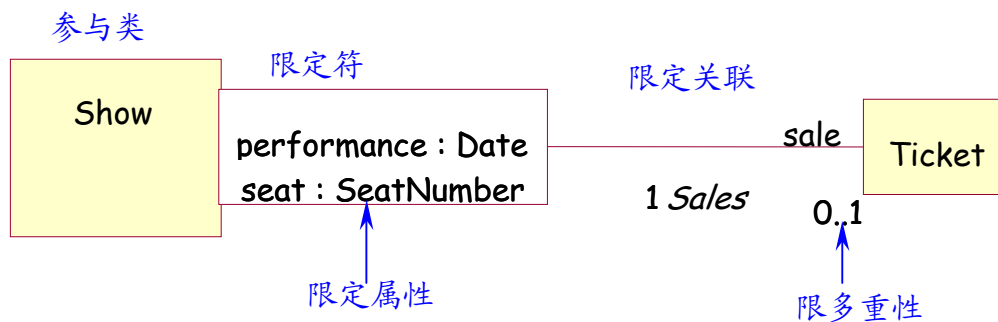 参与类
限定符
限定关联
Show
performance : Date
seat : SeatNumber
sale
Ticket
1 Sales
0..1
限定属性
限多重性